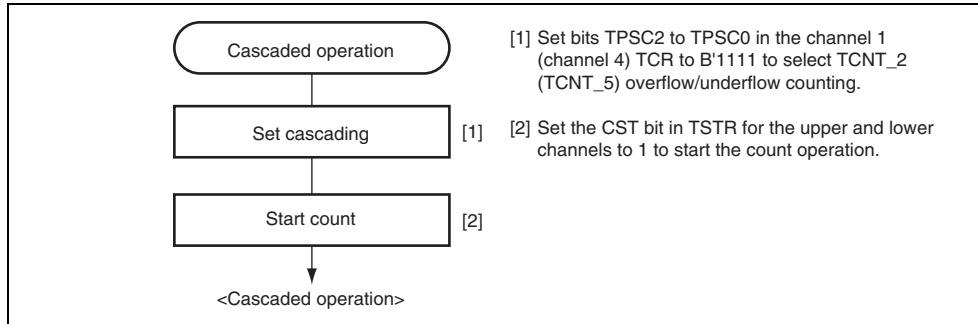 Cascaded operation
Set cascading
[1]
Start count
[2]
<Cascaded operation>
[1] Set bits TPSC2 to TPSC0 in the channel 1
(channel 4) TCR to B'1111 to select TCNT_2
(TCNT_5) overflow/underflow counting.
[2] Set the CST bit in TSTR for the upper and lower
channels to 1 to start the count operation.